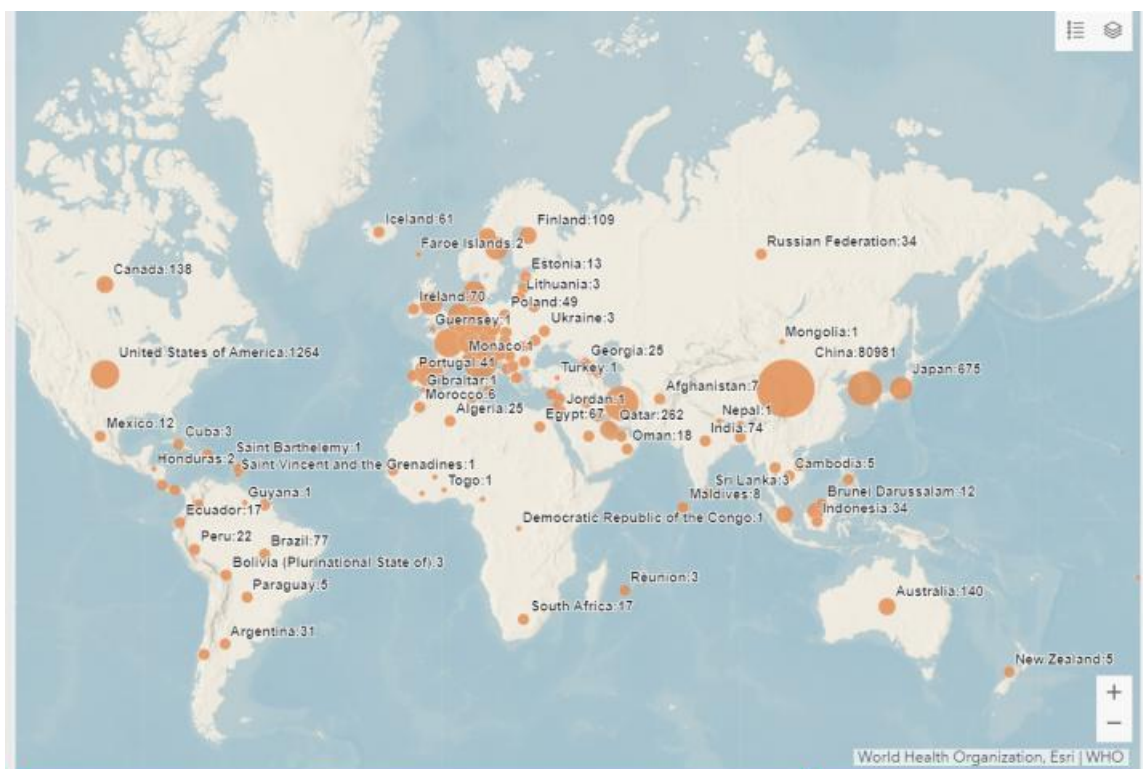 Iceland:61
Finland:109
Faroe Islands:2
Russian Federation:34
Canada:138
Estonia:13
Lithuania:3
Ireland:70
Poland:49
Guernsey:1
Ukraine:3
Mongolia:1
United States of America:1264
Monaco:1
Georgia:25
China:80981
Portugal:41
Turkey:1
Japan:675
Gibraltar:1
Afghanistan:7
Morocco:6
Jordan:1
Algeria:25
Egypt:67
Qatar:262
Nepal:1
Mexico:12
Cuba:3
Oman:18
India:74
Saint Barthelemy:1
Honduras:2
Saint Vincent and the Grenadines:1
Cambodia:5
Togo:1
Sri Lanka:3
Guyana:1
Maldives:8
Brunei Darussalam:12
Ecuador:17
Indonesia:34
Democratic Republic of the Congo:1
Peru:22
Brazil:77
Bolivia (Plurinational State of):3
Paraguay:5
Réunion:3
Australia:140
South Africa:17
Argentina:31
New Zealand:5
+
−
World Health Organization, Esri | WHO